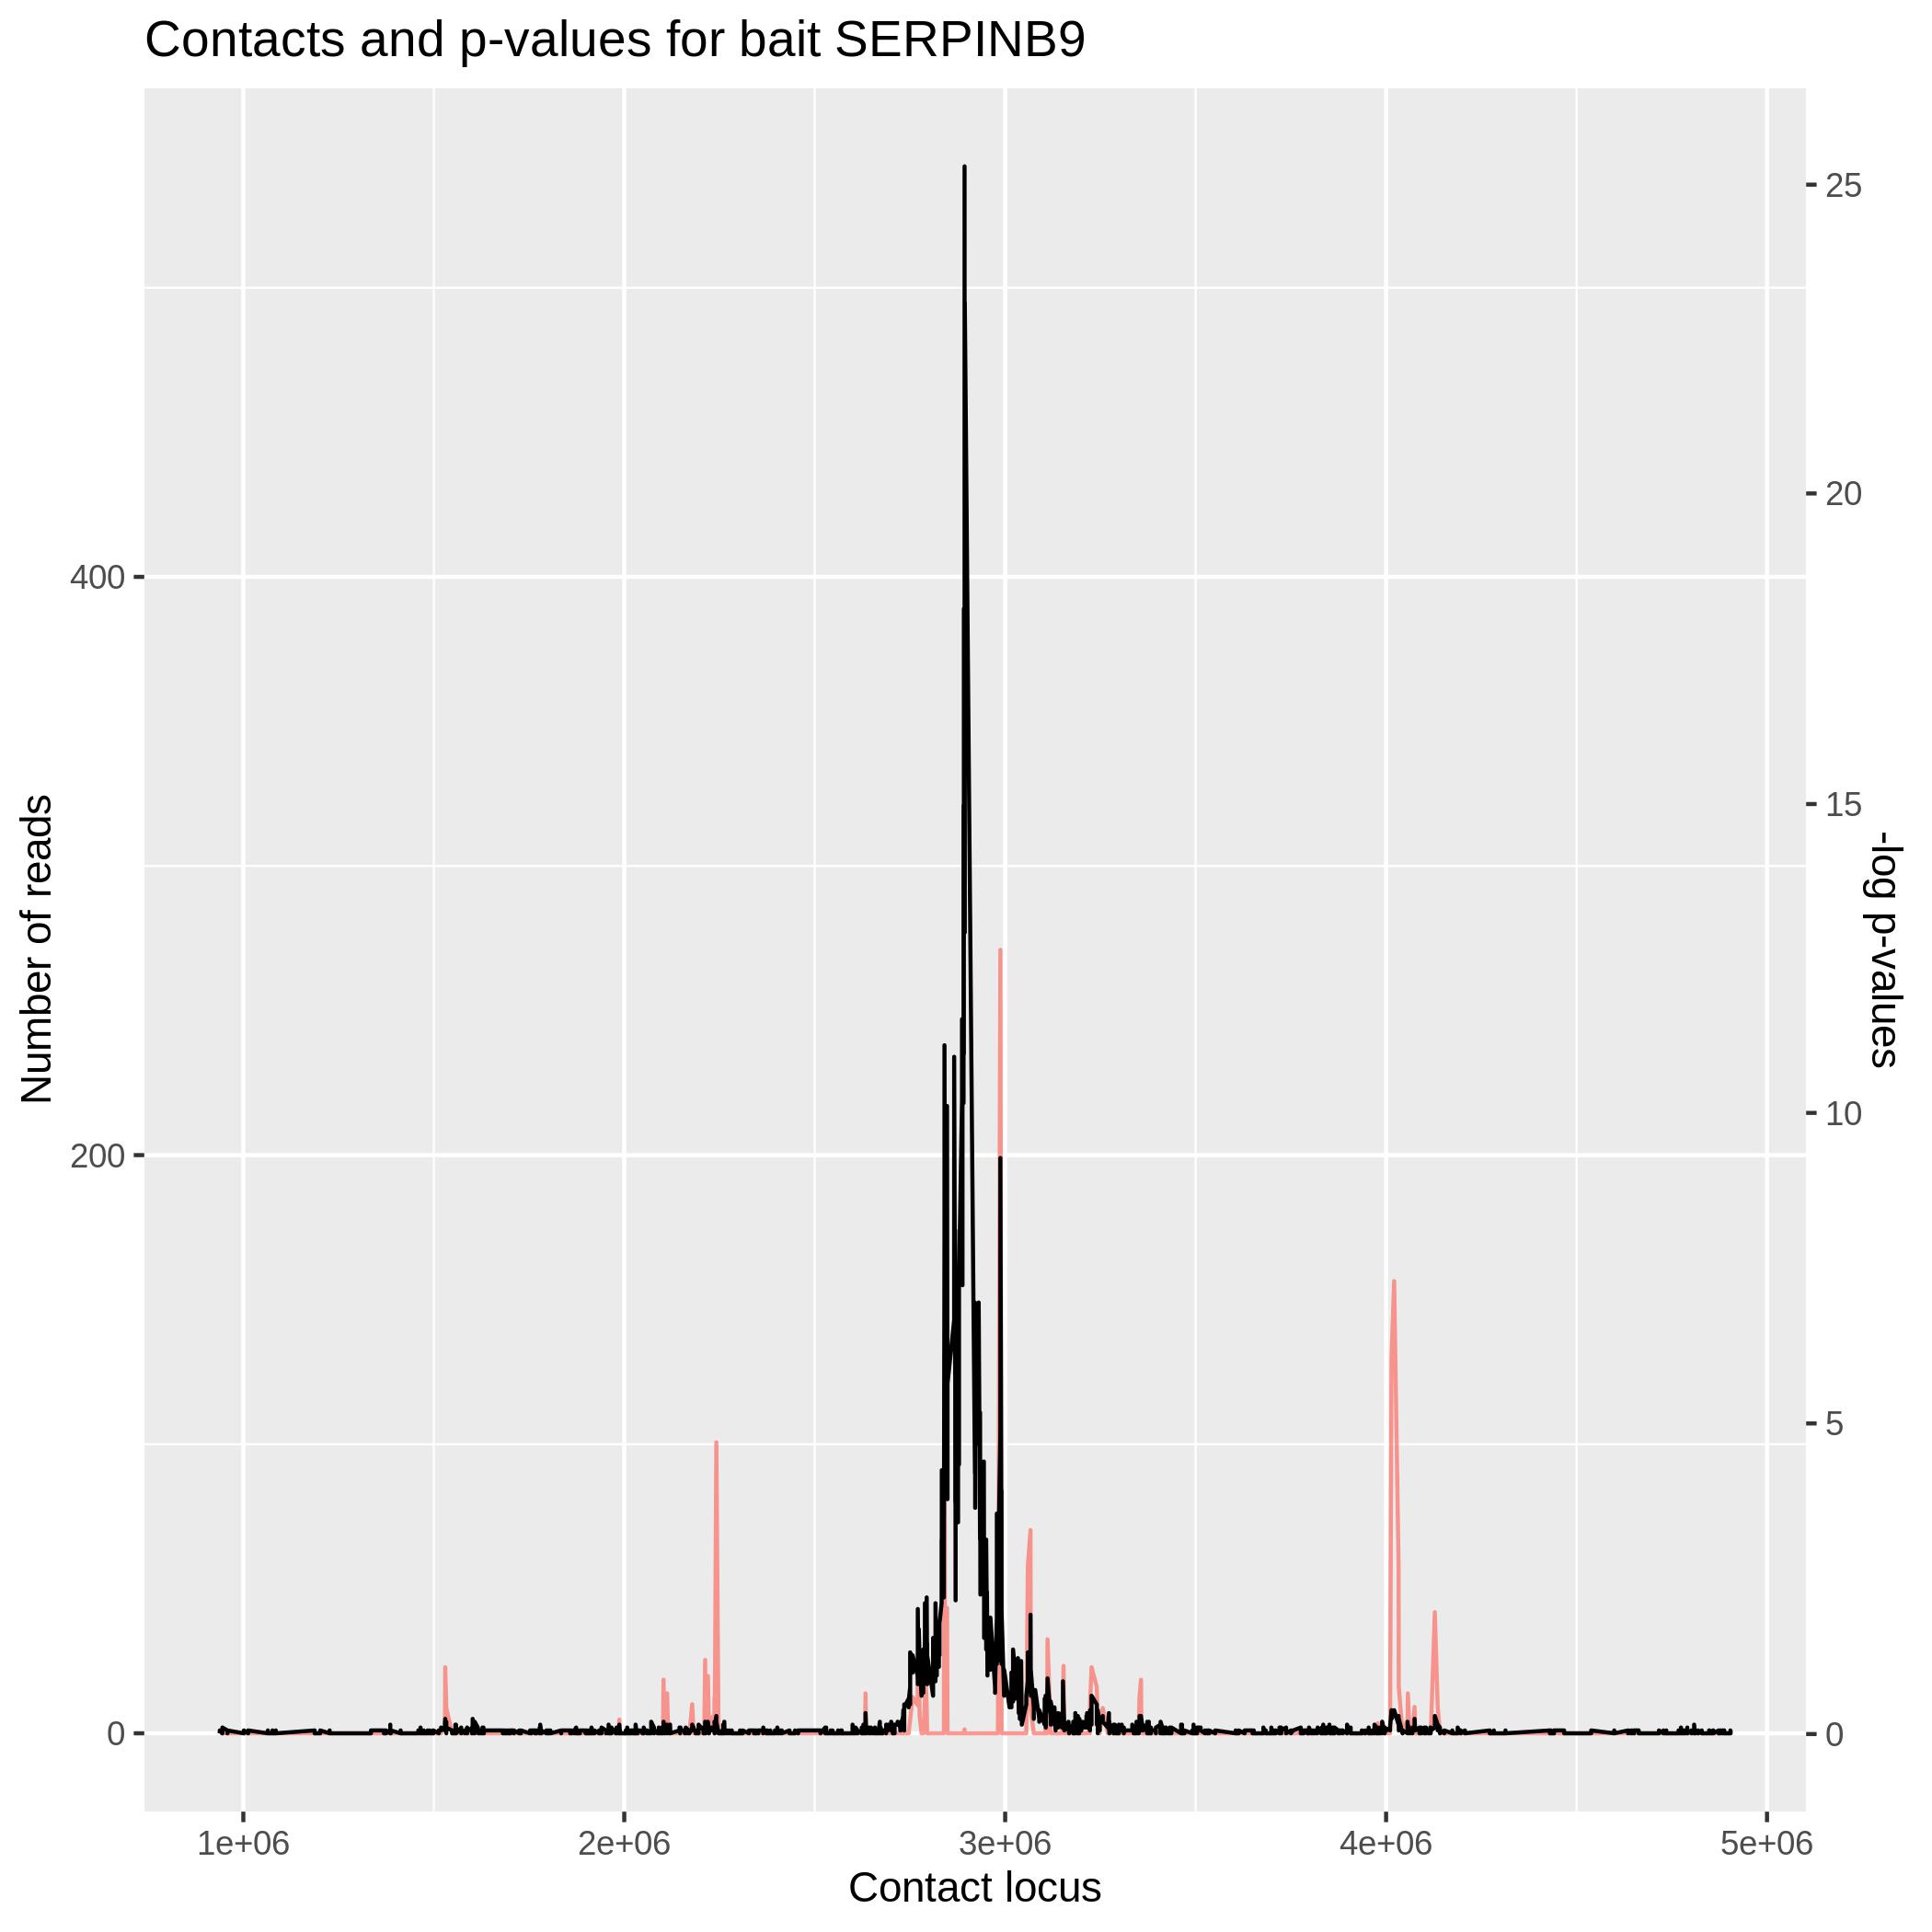 Contacts and p-values for bait SERPINB9
25
20
400
15
Number of reads
-log p-values
200
10
5
0
0
1e+06
2e+06
3e+06
4e+06
5e+06
Contact locus